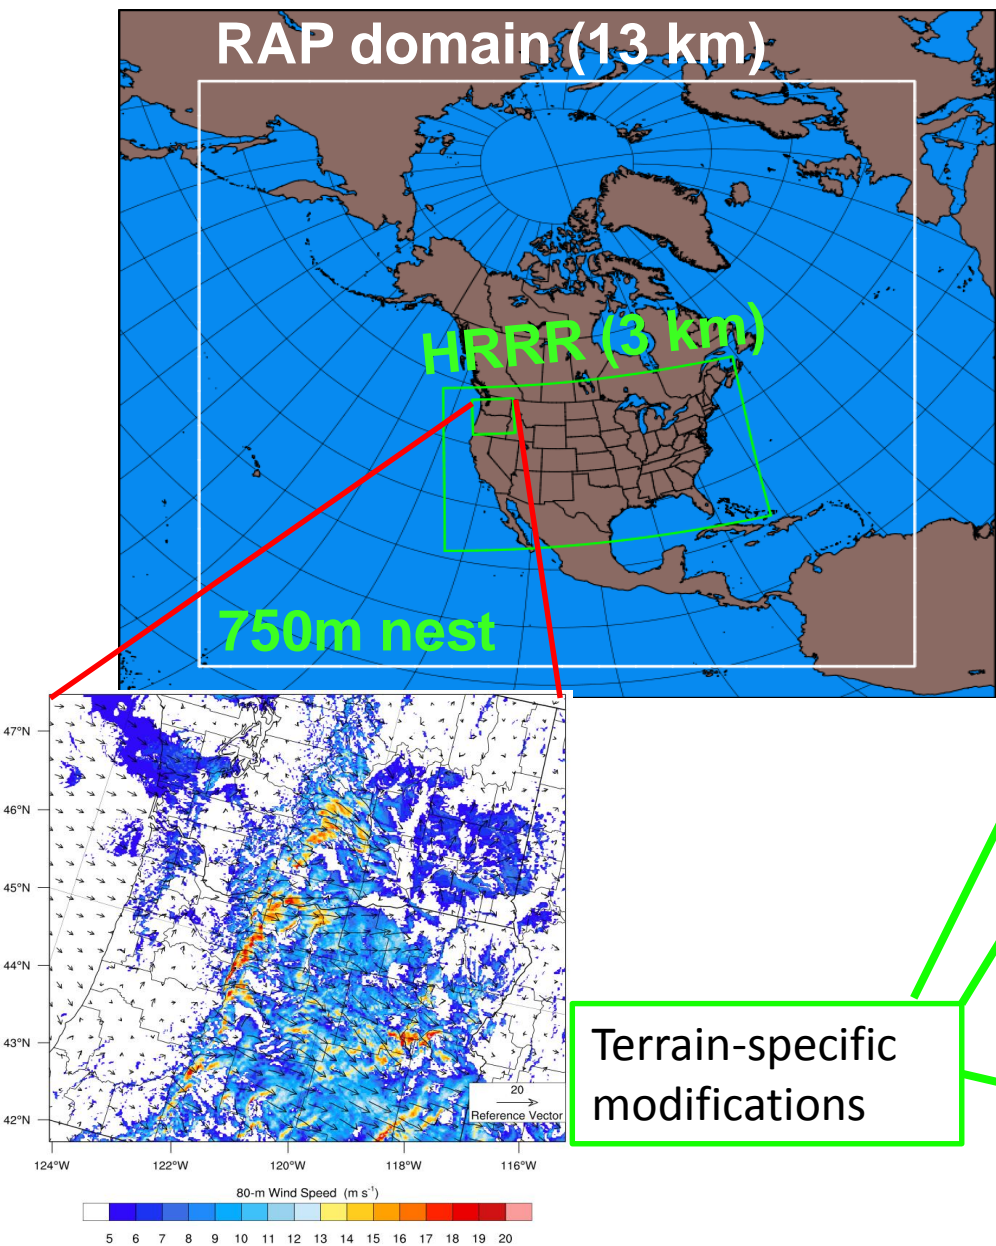 RAP domain (13 km)
HRRR (3 km)
750m nest
47°N
46°N
45°N
44°N
43°N
42°N
20
Reference Vector
124°W 122°W 120°W 118°W 116°W
80-m Wind Speed (m s⁻¹)
5 6 7 8 9 10 11 12 13 14 15 16 17 18 19 20
Terrain-specific
modifications